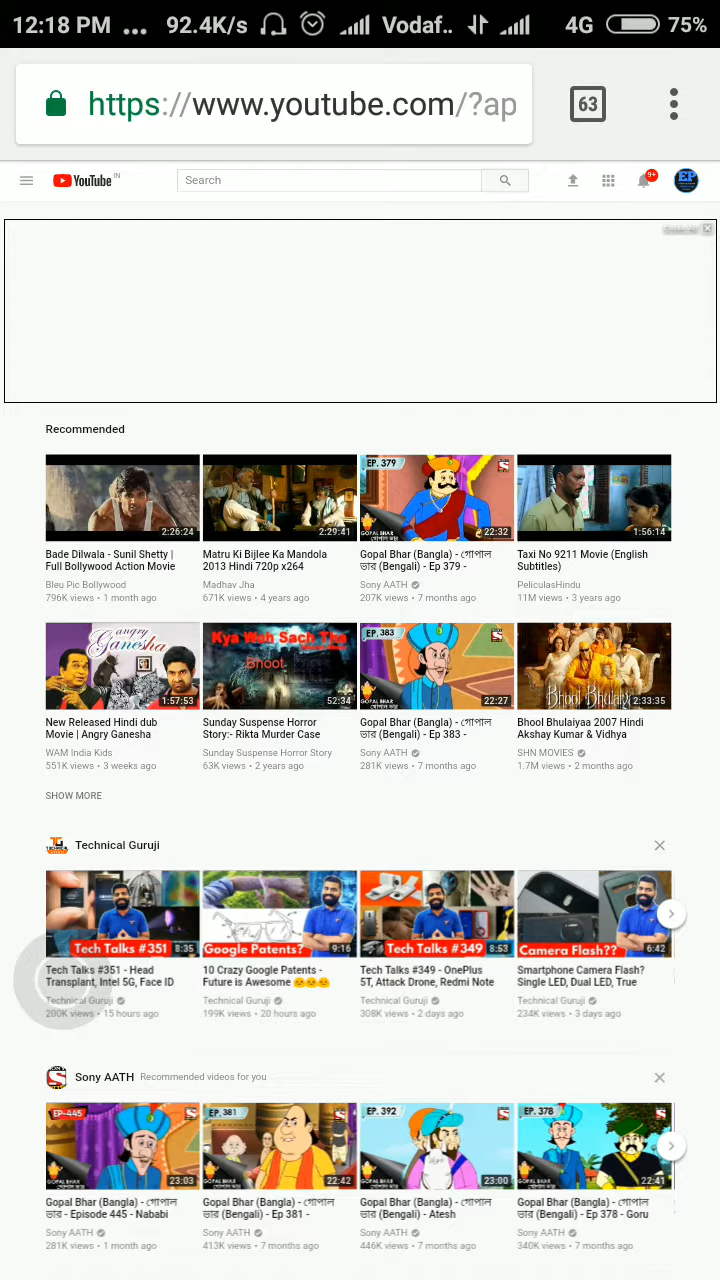 12:18 PM ... 92.4K/s Vodaf.. 4G 75%
https://www.youtube.com/?ap 63
YouTube IN Search 9+ EP
Close Ad X
Recommended
2:26:24 2:29:41 EP. 379 GOPAL BHAR 22:32 1:56:14
Bade Dilwala - Sunil Shetty | Matru Ki Bijlee Ka Mandola Gopal Bhar (Bangla) - গোপাল Taxi No 9211 Movie (English
Full Bollywood Action Movie 2013 Hindi 720p x264 ভার (Bengali) - Ep 379 - Subtitles)
Bleu Pic Bollywood Madhav Jha Sony AATH PeliculasHindu
796K views • 1 month ago 671K views • 4 years ago 207K views • 7 months ago 11M views • 3 years ago
angry Ganesha 1:57:53 Kya Woh Sach Tha Bhoot 52:34 EP. 383 GOPAL BHAR 22:27 Bhool Bhulaiyaa 2:33:35
New Released Hindi dub Sunday Suspense Horror Gopal Bhar (Bangla) - গোপাল Bhool Bhulaiyaa 2007 Hindi
Movie | Angry Ganesha Story:- Rikta Murder Case ভার (Bengali) - Ep 383 - Akshay Kumar & Vidhya
WAM India Kids Sunday Suspense Horror Story Sony AATH SHN MOVIES
551K views • 3 weeks ago 63K views • 2 years ago 281K views • 7 months ago 1.7M views • 2 months ago
SHOW MORE
Technical Guruji
Tech Talks #351 8:35 Google Patents? 9:16 Tech Talks #349 8:53 Camera Flash?? 6:42
Tech Talks #351 - Head 10 Crazy Google Patents - Tech Talks #349 - OnePlus Smartphone Camera Flash?
Transplant, Intel 5G, Face ID Future is Awesome 😊😊😊 5T, Attack Drone, Redmi Note Single LED, Dual LED, True
Technical Guruji Technical Guruji Technical Guruji Technical Guruji
200K views • 15 hours ago 199K views • 20 hours ago 308K views • 2 days ago 234K views • 3 days ago
Sony AATH Recommended videos for you
EP-445 GOPAL BHAR 23:03 EP. 381 GOPAL BHAR 22:42 EP. 392 GOPAL BHAR 23:00 EP. 378 GOPAL BHAR 22:41
Gopal Bhar (Bangla) - গোপাল Gopal Bhar (Bangla) - গোপাল Gopal Bhar (Bangla) - গোপাল Gopal Bhar (Bangla) - গোপাল
ভার - Episode 445 - Nababi ভার (Bengali) - Ep 381 - ভার (Bengali) - Atesh ভার (Bengali) - Ep 378 - Goru
Sony AATH Sony AATH Sony AATH Sony AATH
281K views • 1 month ago 413K views • 7 months ago 446K views • 7 months ago 340K views • 7 months ago